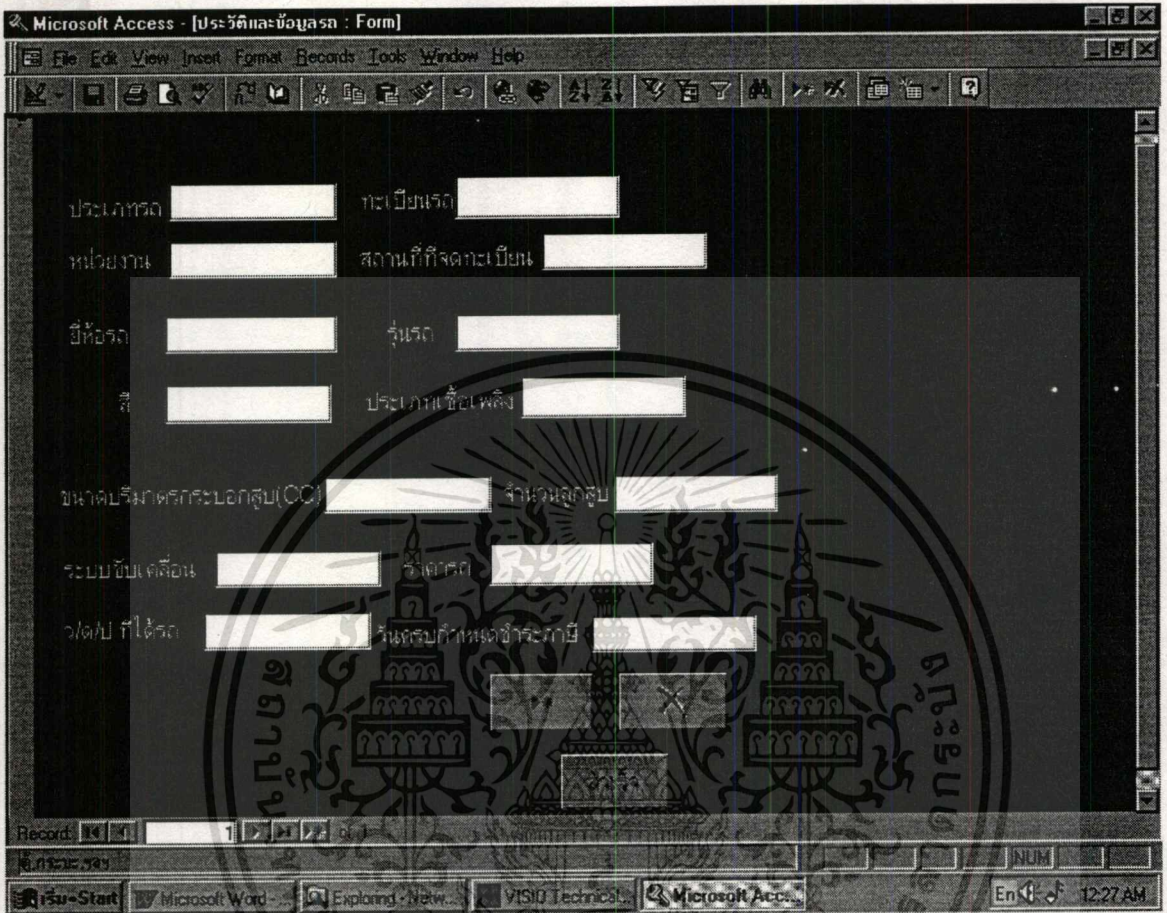 Microsoft Access - [ประวัติและข้อมูลรถ : Form]
File Edit View Insert Format Records Tools Window Help
ประเภทรถ ทะเบียนรถ
หน่วยงาน สถานที่ที่จดทะเบียน
ยี่ห้อรถ รุ่นรถ
สี ประเภทเชื้อเพลิง
ขนาดปริมาตรกระบอกสูบ(CC) จำนวนลูกสูบ
ระบบขับเคลื่อน ราคารถ
ว/ด/ป ที่ได้รถ วันครบกำหนดชำระภาษี
Record: 1 of 1
NUM
เริ่ม-Start Microsoft Word - ... Exploring - Netw... VISIO Technical... Microsoft Acc... En 12:27 AM